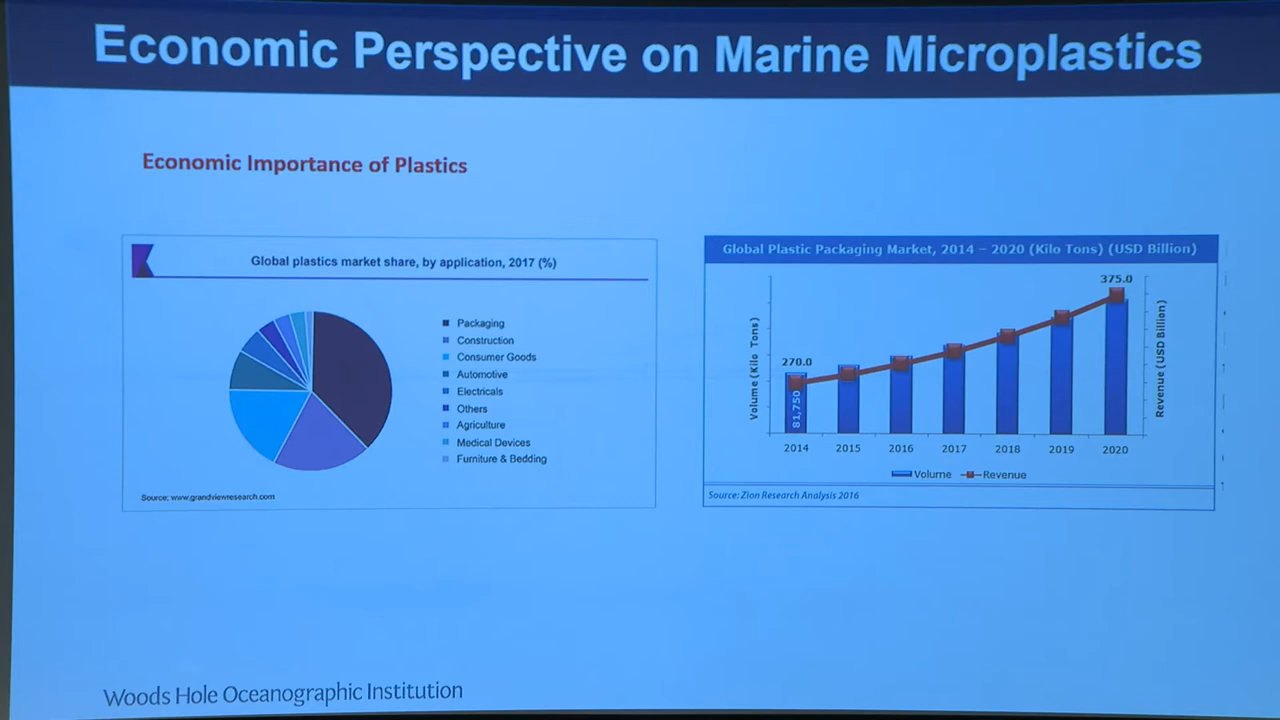 Economic Perspective on Marine Microplastics
Economic Importance of Plastics
Global plastics market share, by application, 2017 (%)
Packaging
Construction
Consumer Goods
Automotive
Electricals
Others
Agriculture
Medical Devices
Furniture & Bedding
Source: www.grandviewresearch.com
Global Plastic Packaging Market, 2014 – 2020 (Kilo Tons) (USD Billion)
Volume (Kilo Tons)
270.0
375.0
81,750
Revenue (USD Billion)
2014 2015 2016 2017 2018 2019 2020
Volume Revenue
Source: Zion Research Analysis 2016
Woods Hole Oceanographic Institution